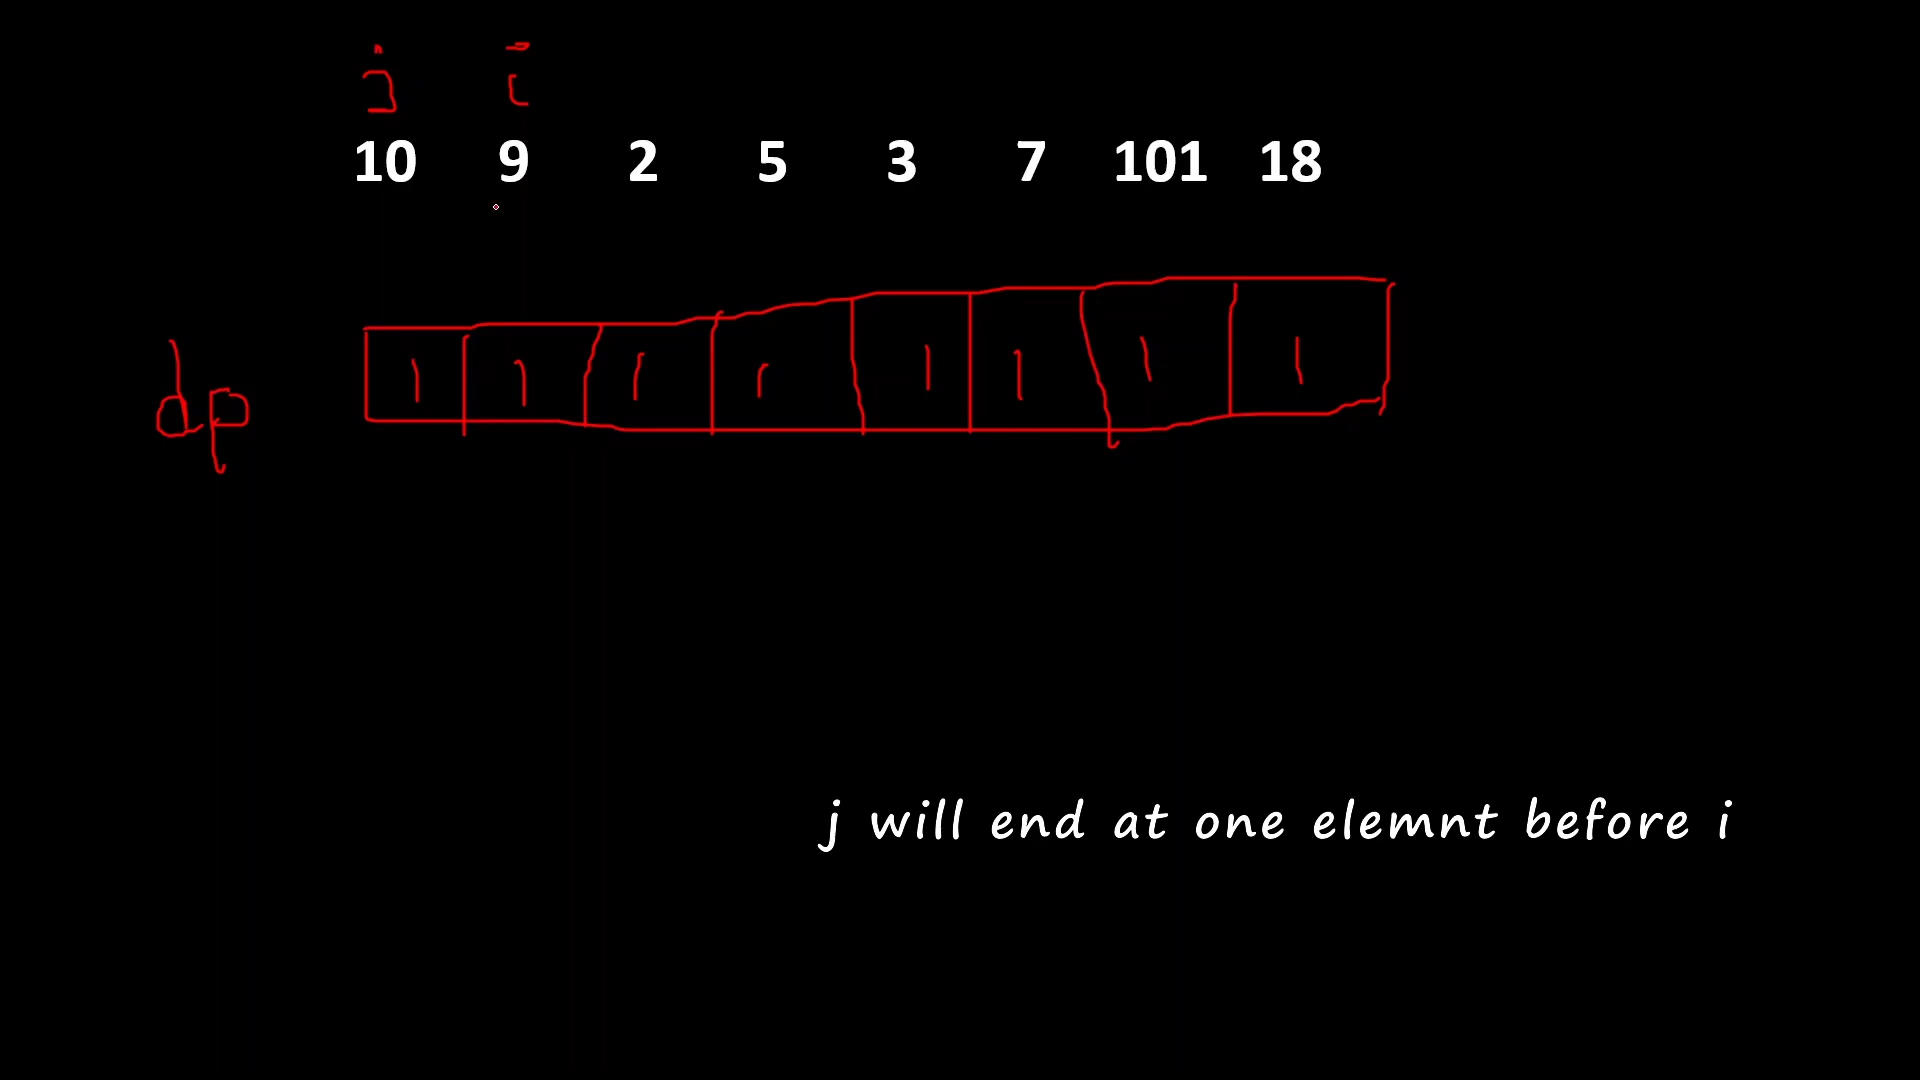 j i
10 9 2 5 3 7 101 18
dp 1 1 1 1 1 1 1 1
j will end at one elemnt before i